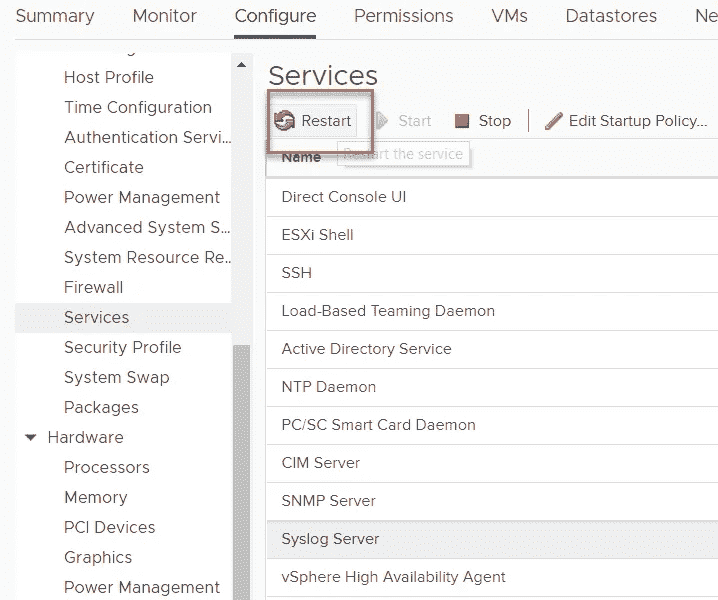 Summary Monitor Configure Permissions VMs Datastores Ne
Host Profile
Time Configuration
Authentication Servi...
Certificate
Power Management
Advanced System S...
System Resource Re...
Firewall
Services
Security Profile
System Swap
Packages
Hardware
Processors
Memory
PCI Devices
Graphics
Power Management
Services
Restart Start Stop Edit Startup Policy...
Name Restart the service
Direct Console UI
ESXi Shell
SSH
Load-Based Teaming Daemon
Active Directory Service
NTP Daemon
PC/SC Smart Card Daemon
CIM Server
SNMP Server
Syslog Server
vSphere High Availability Agent